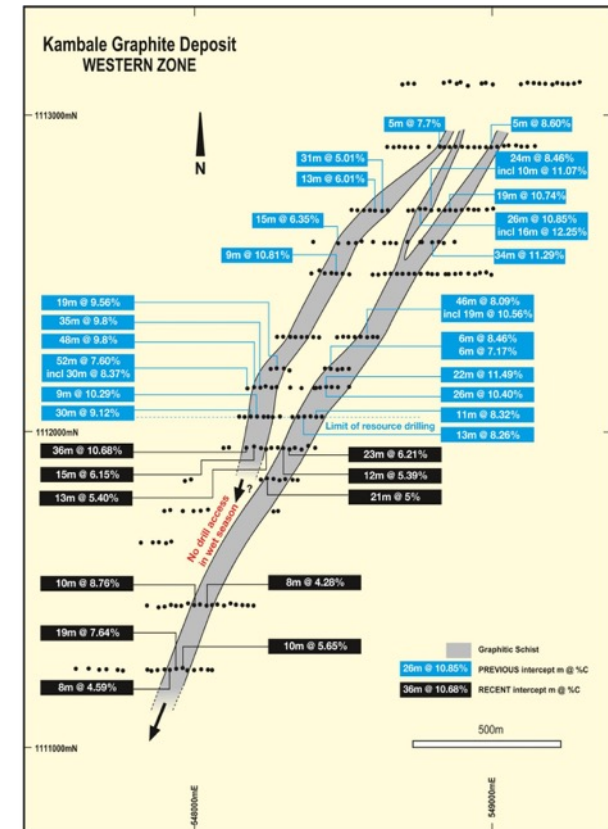 Kambale Graphite Deposit
WESTERN ZONE
1113000mN
N
5m @ 7.7%
5m @ 8.60%
31m @ 5.01%
13m @ 6.01%
24m @ 8.46%
incl 10m @ 11.07%
19m @ 10.74%
15m @ 6.35%
26m @ 10.85%
incl 16m @ 12.25%
9m @ 10.81%
34m @ 11.29%
19m @ 9.56%
35m @ 9.8%
48m @ 9.8%
52m @ 7.60%
incl 30m @ 8.37%
9m @ 10.29%
30m @ 9.12%
46m @ 8.09%
incl 19m @ 10.56%
6m @ 8.46%
6m @ 7.17%
22m @ 11.49%
26m @ 10.40%
11m @ 8.32%
13m @ 8.26%
Limit of resource drilling
1112000mN
36m @ 10.68%
15m @ 6.15%
13m @ 5.40%
23m @ 6.21%
12m @ 5.39%
21m @ 5%
?
No drill access
in wet season
10m @ 8.76%
8m @ 4.28%
19m @ 7.64%
10m @ 5.65%
8m @ 4.59%
Graphitic Schist
26m @ 10.85% PREVIOUS intercept m @ %C
36m @ 10.68% RECENT intercept m @ %C
500m
1111000mN
548000mE
549000mE